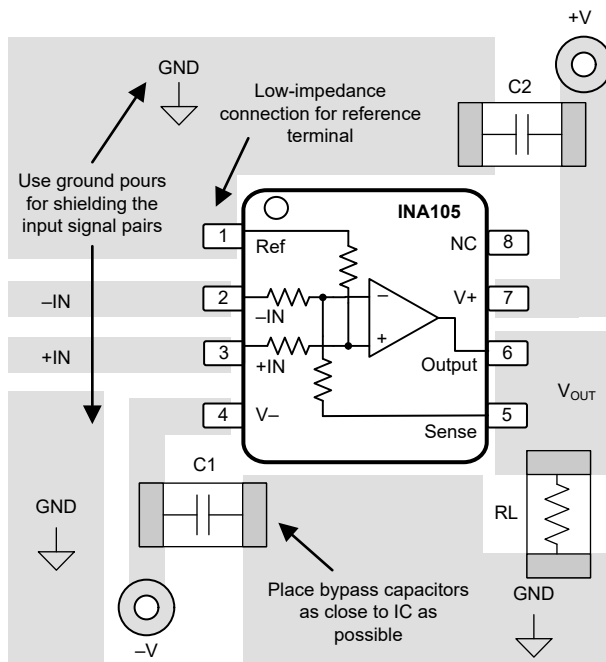 +V
GND
C2
Low-impedance
connection for reference
terminal
Use ground pours
for shielding the
input signal pairs
INA105
1
Ref
NC
8
–IN
2
–IN
V+
7
+IN
3
+IN
–
+
Output
6
4
V–
Sense
5
VOUT
C1
GND
RL
Place bypass capacitors
as close to IC as
possible
GND
–V